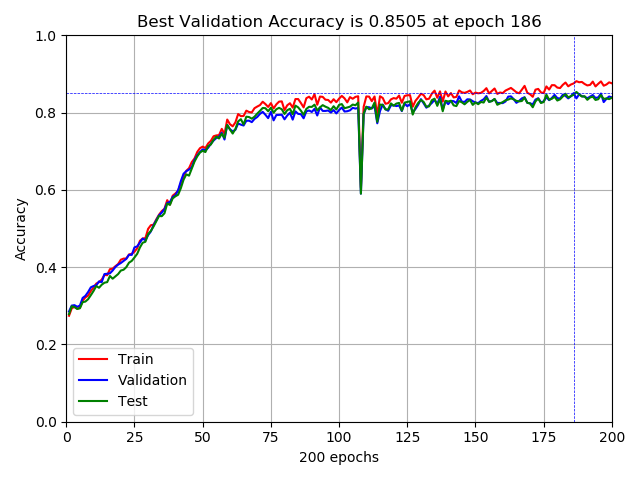 Best Validation Accuracy is 0.8505 at epoch 186
1.0
0.8
0.6
0.4
0.2
0.0
Accuracy
Train
Validation
Test
0 25 50 75 100 125 150 175 200
200 epochs